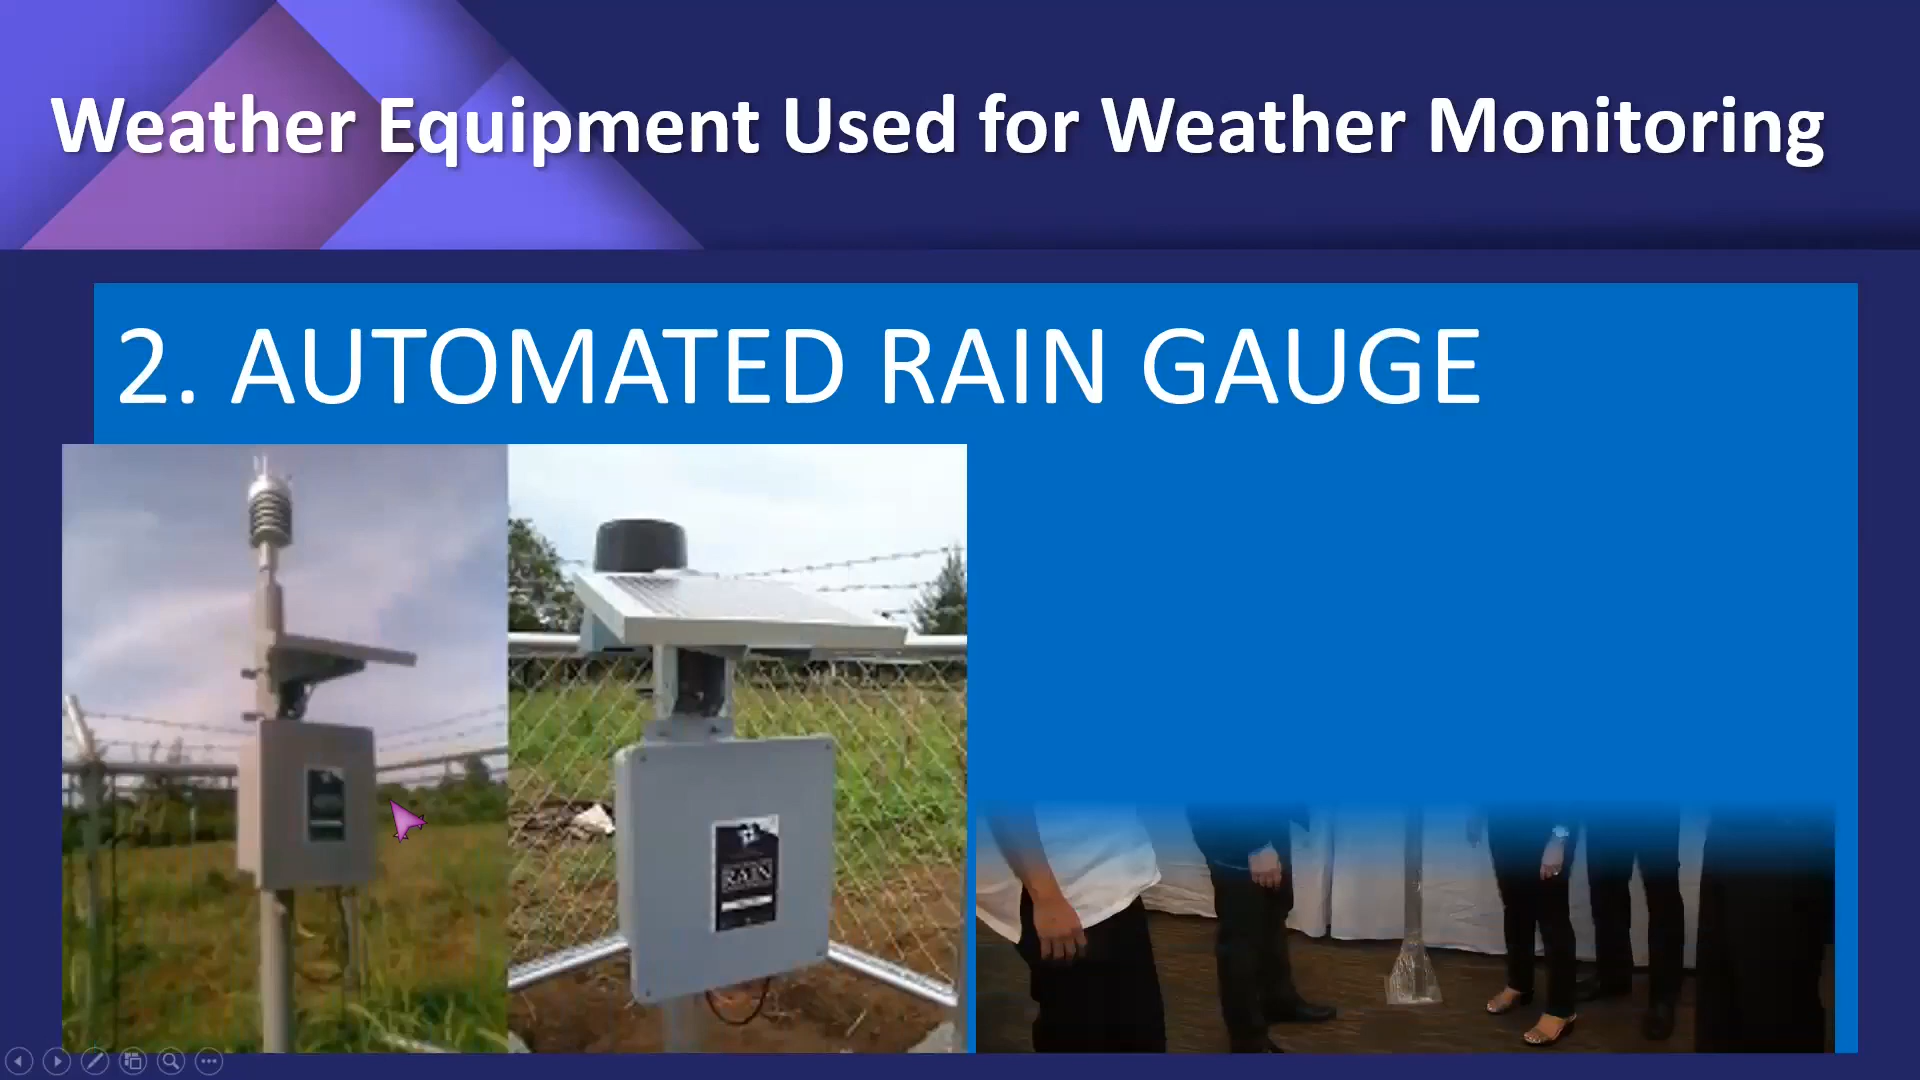 Weather Equipment Used for Weather Monitoring
2. AUTOMATED RAIN GAUGE
RAIN